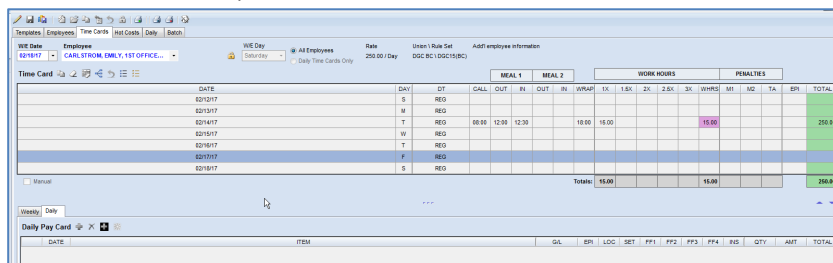 Templates Employees Time Cards Hot Costs Daily Batch
W/E Date Employee W/E Day All Employees Rate Union \ Rule Set Add'l employee information
02/18/17 CARLSTROM, EMILY, 1ST OFFICE... Saturday Daily Time Cards Only 250.00 / Day DGC BC \ DGC15(BC)
Time Card MEAL 1 MEAL 2 WORK HOURS PENALTIES
DATE DAY DT CALL OUT IN OUT IN WRAP 1X 1.5X 2X 2.5X 3X WHRS M1 M2 TA EPI TOTAL
02/12/17 S REG
02/13/17 M REG
02/14/17 T REG 08:00 12:00 12:30 18:00 15.00 15.00 250.0
02/15/17 W REG
02/16/17 T REG
02/17/17 F REG
02/18/17 S REG
Manual Totals: 15.00 15.00 250.0
Weekly Daily
Daily Pay Card
DATE ITEM G/L EPI LOC SET FF1 FF2 FF3 FF4 INS QTY AMT TOTAL